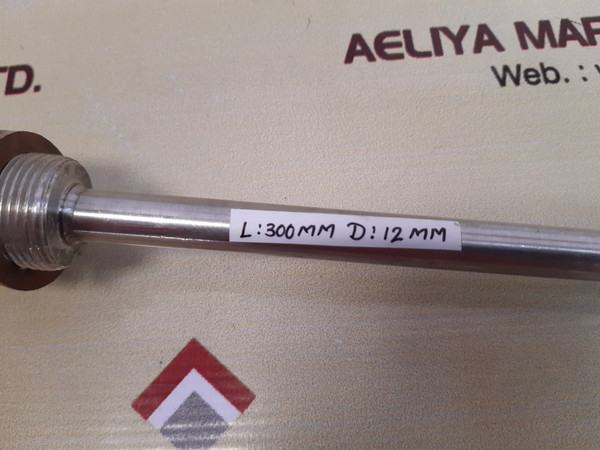 TD.
AELIYA MAR
Web. :
L:300MM D:12MM